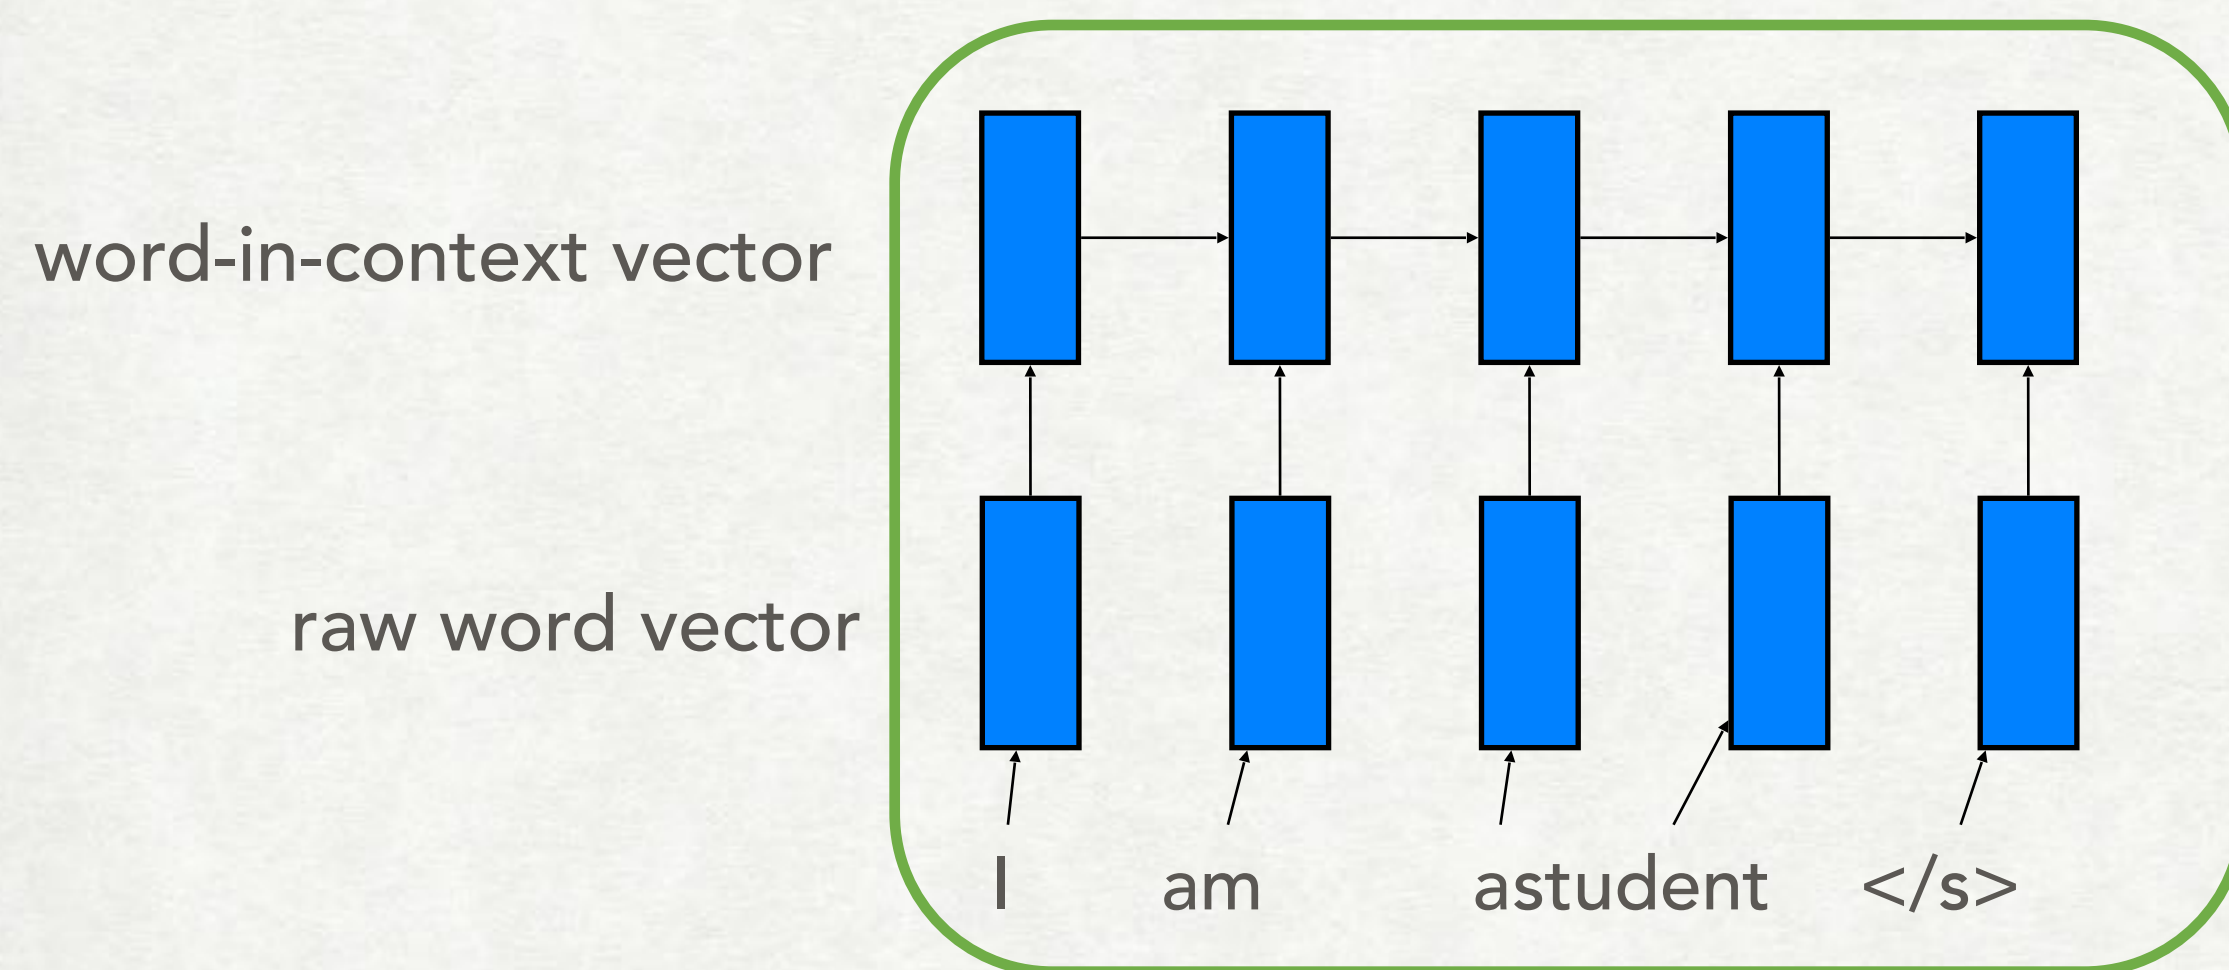 word-in-context vector
raw word vector
I am astudent </s>